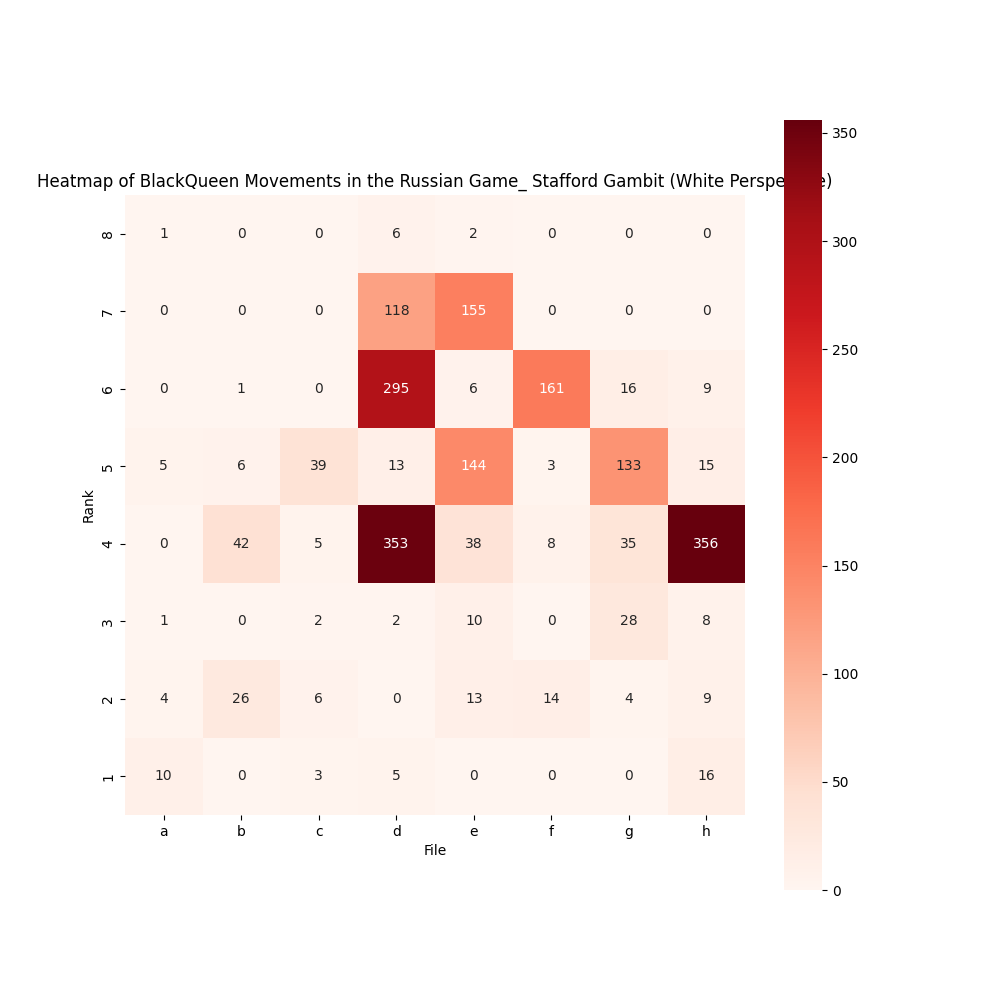 Heatmap of BlackQueen Movements in the Russian Game_ Stafford Gambit (White Perspe e)
350
8 1 0 0 6 2 0 0 0
300
7 0 0 0 118 155 0 0 0
250
6 0 1 0 295 6 161 16 9
200
5 5 6 39 13 144 3 133 15
Rank
4 0 42 5 353 38 8 35 356
150
3 1 0 2 2 10 0 28 8
100
2 4 26 6 0 13 14 4 9
50
1 10 0 3 5 0 0 0 16
a b c d e f g h
File
0